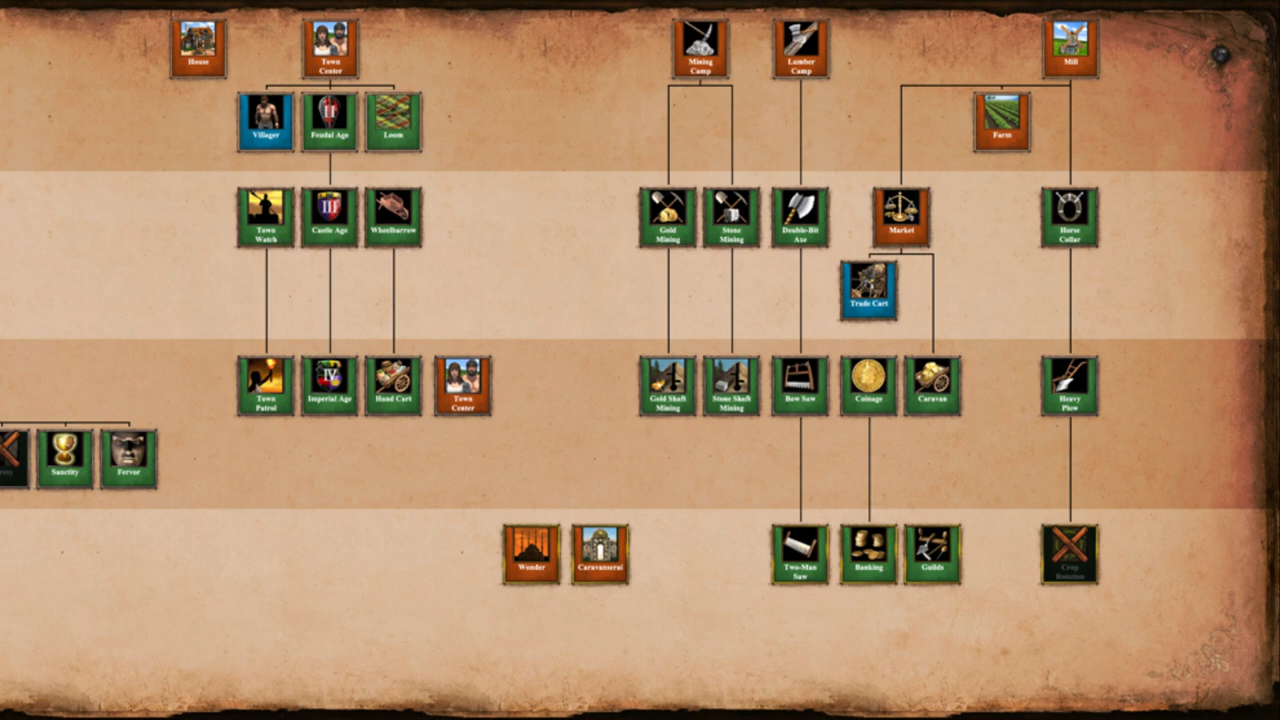 House
Town
Center
Mining
Camp
Lumber
Camp
Mill
Villager
Feudal Age
Loom
Farm
Town
Watch
Castle Age
Wheelbarrow
Gold
Mining
Stone
Mining
Double-Bit
Axe
Market
Horse
Collar
Trade Cart
Town
Patrol
Imperial Age
Hand Cart
Town
Center
Gold Shaft
Mining
Stone Shaft
Mining
Bow Saw
Coinage
Caravan
Heavy
Plow
Sanctity
Fervor
Wonder
Caravanserai
Two-Man
Saw
Banking
Guilds
Crop
Rotation